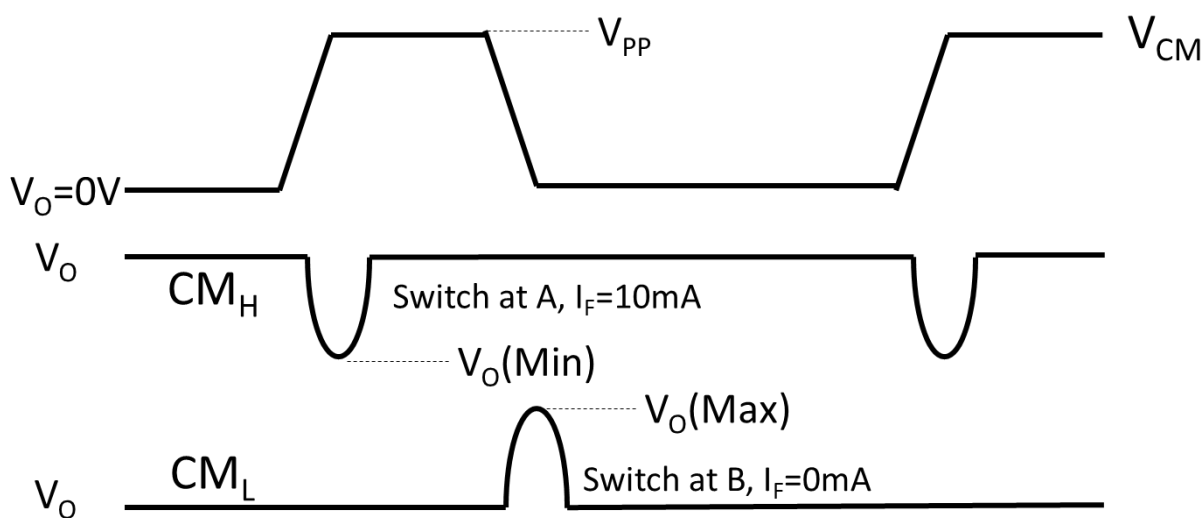 V_PP
V_CM
V_O=0V
V_O
CM_H
Switch at A, I_F=10mA
V_O(Min)
V_O(Max)
CM_L
Switch at B, I_F=0mA
V_O